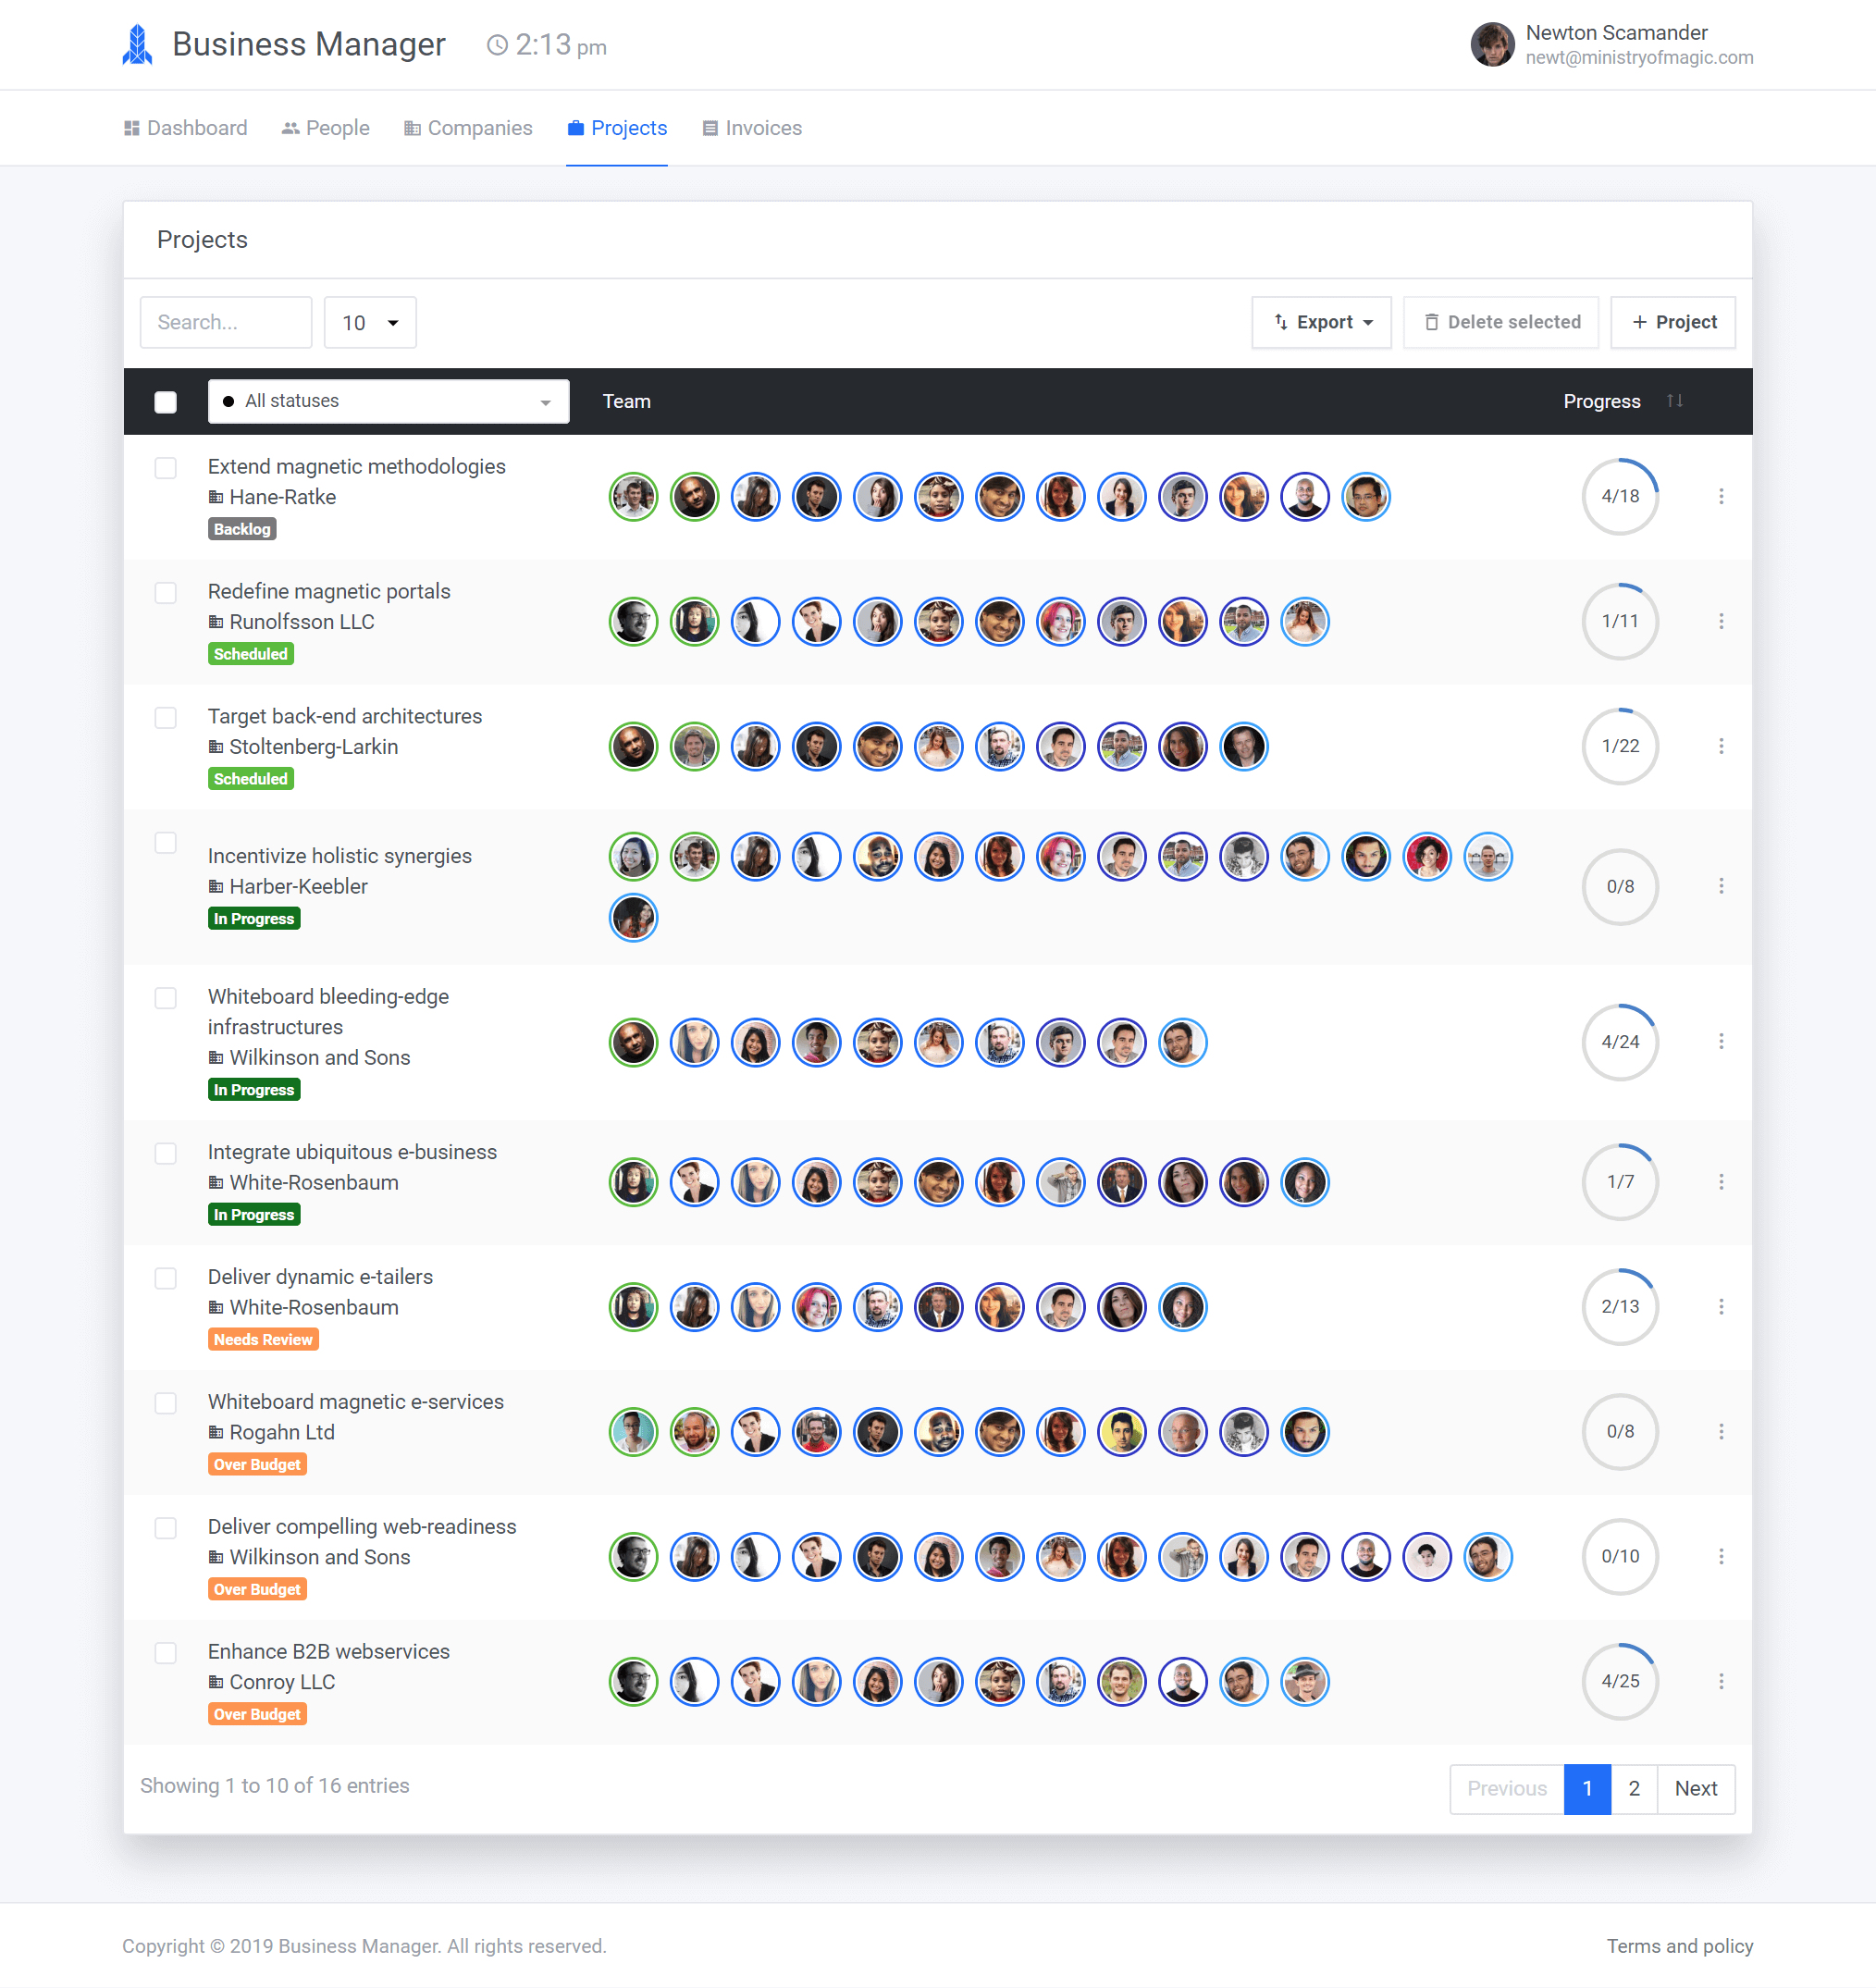 Business Manager
2:13 pm
Newton Scamander
newt@ministryofmagic.com
Dashboard
People
Companies
Projects
Invoices
Projects
Search...
10
Export
Delete selected
+ Project
All statuses
Team
Progress
Extend magnetic methodologies
Hane-Ratke
Backlog
4/18
Redefine magnetic portals
Runolfsson LLC
Scheduled
1/11
Target back-end architectures
Stoltenberg-Larkin
Scheduled
1/22
Incentivize holistic synergies
Harber-Keebler
In Progress
0/8
Whiteboard bleeding-edge
infrastructures
Wilkinson and Sons
In Progress
4/24
Integrate ubiquitous e-business
White-Rosenbaum
In Progress
1/7
Deliver dynamic e-tailers
White-Rosenbaum
Needs Review
2/13
Whiteboard magnetic e-services
Rogahn Ltd
Over Budget
0/8
Deliver compelling web-readiness
Wilkinson and Sons
Over Budget
0/10
Enhance B2B webservices
Conroy LLC
Over Budget
4/25
Showing 1 to 10 of 16 entries
Previous
1
2
Next
Copyright © 2019 Business Manager. All rights reserved.
Terms and policy